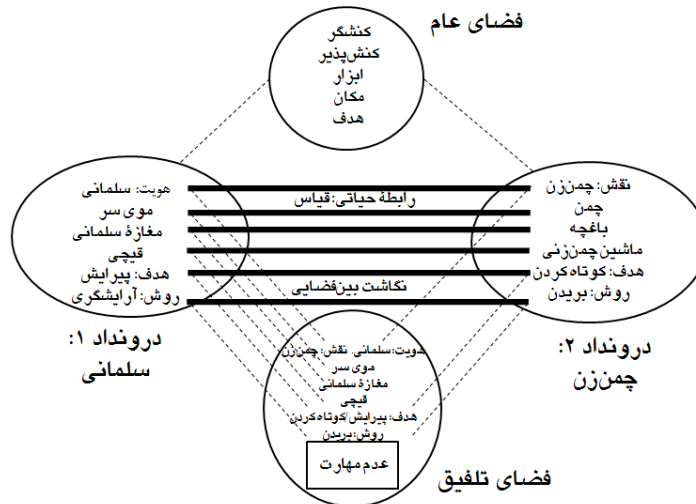 فضای عام
کنشگر
کنش‌پذیر
ابزار
مکان
هدف
نقش: چمن‌زن
چمن
باغچه
ماشین چمن‌زنی
هدف: کوتاه کردن
روش: بریدن
رابطهٔ حیاتی: قیاس
نگاشت بین‌فضایی
هویت: سلمانی
موی سر
مغازهٔ سلمانی
قیچی
هدف: پیرایش
روش: آرایشگری
درونداد ۲:
چمن‌زن
درونداد ۱:
سلمانی
هویت: سلمانی. نقش: چمن‌زن
موی سر
مغازهٔ سلمانی
قیچی
هدف: پیرایش/کوتاه کردن
روش: بریدن
عدم مهارت
فضای تلفیق